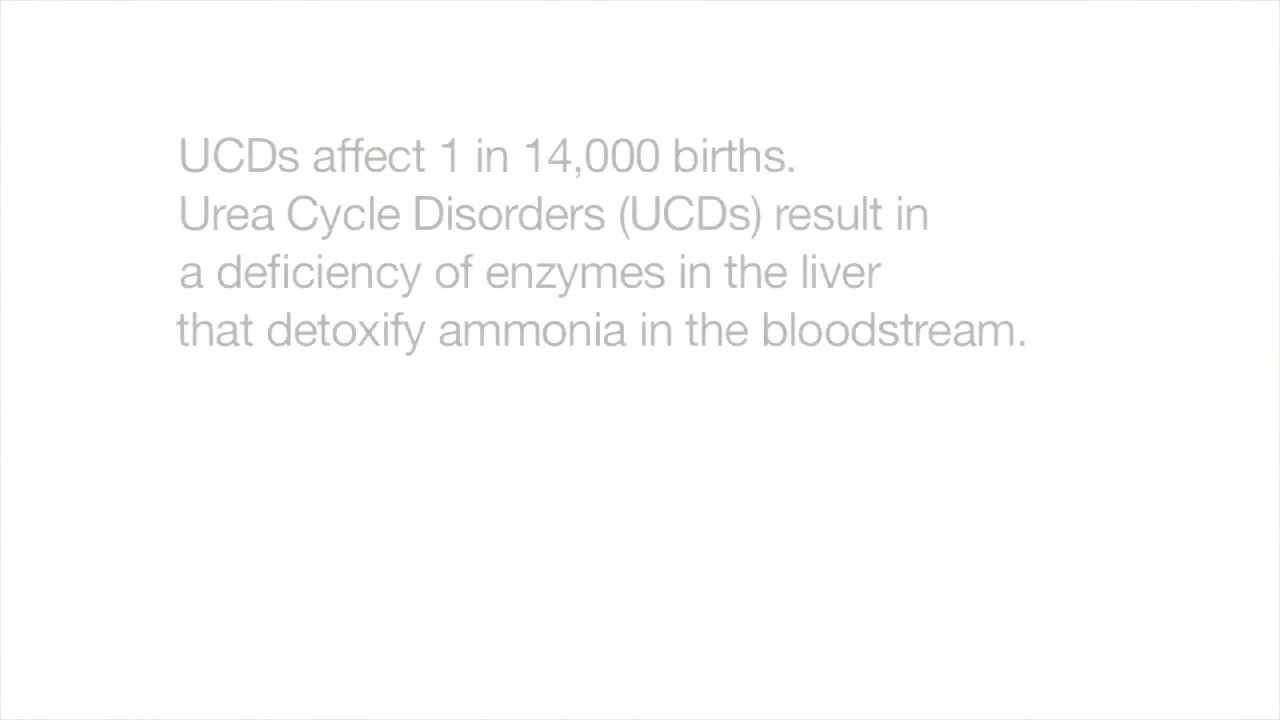 UCDs affect 1 in 14,000 births.
Urea Cycle Disorders (UCDs) result in
a deficiency of enzymes in the liver
that detoxify ammonia in the bloodstream.